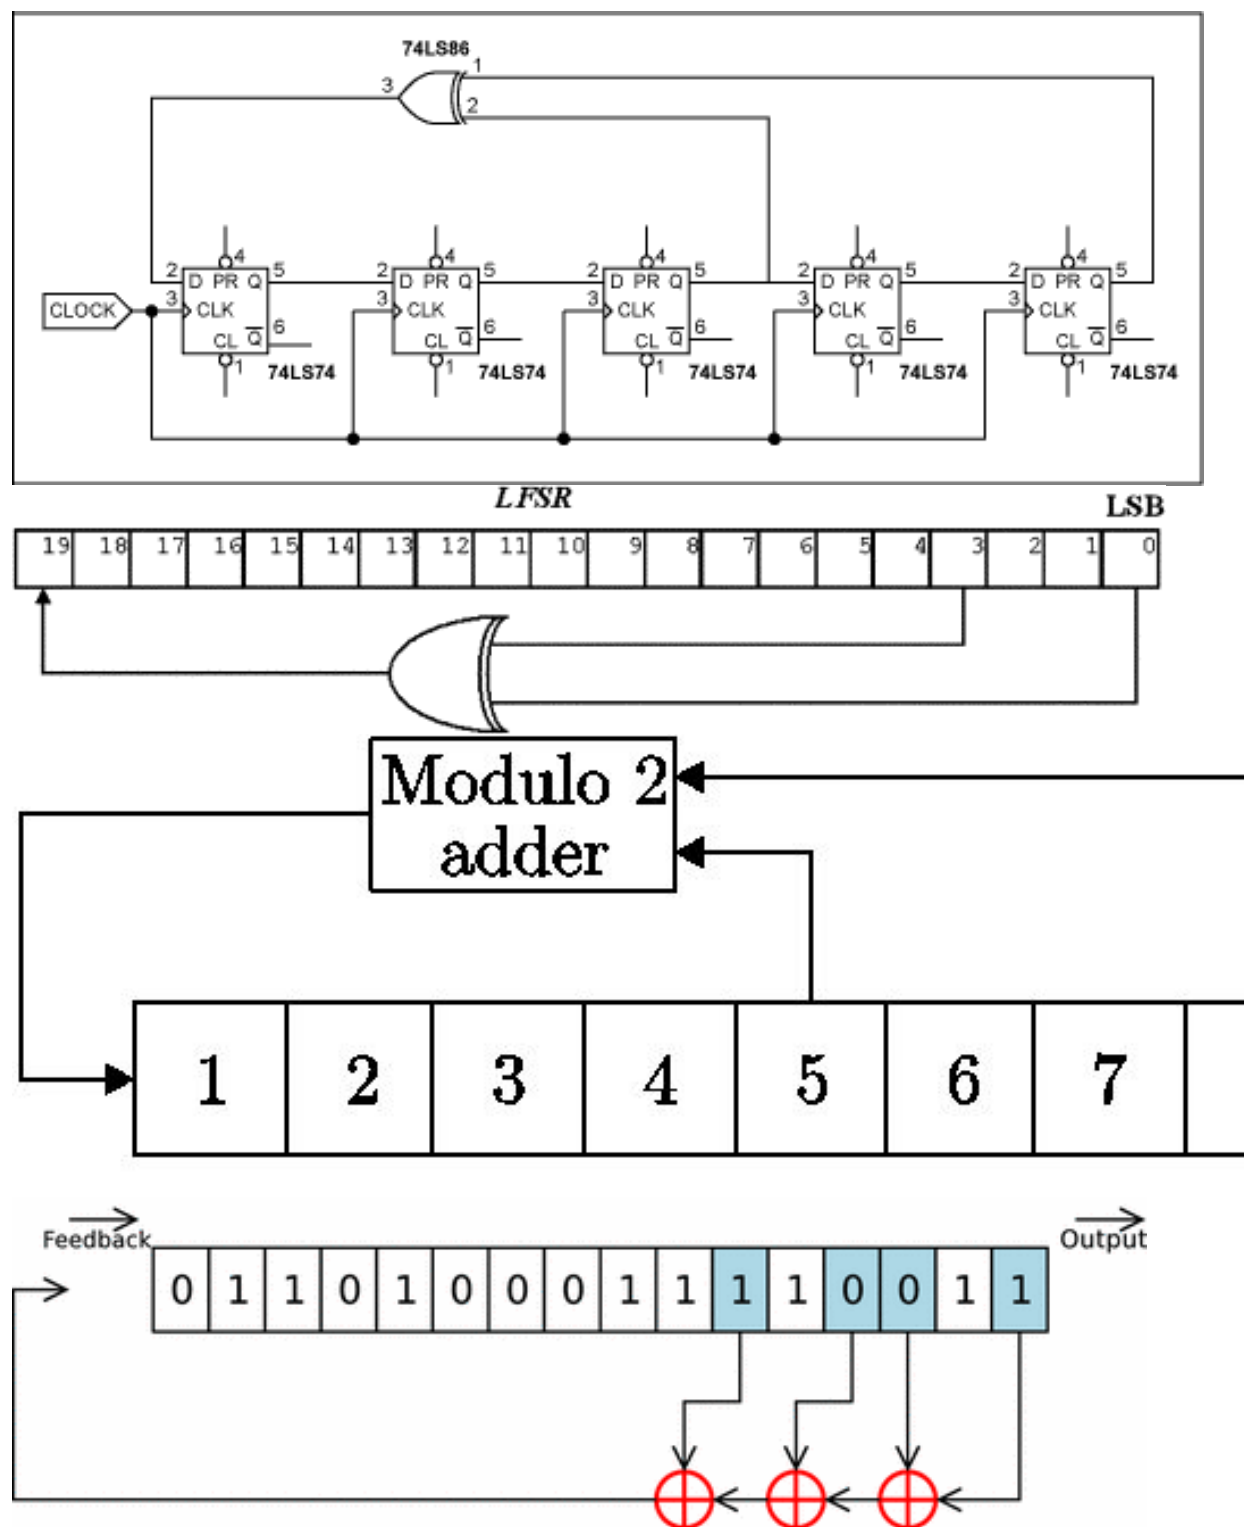 74LS86
3 1
2
4 4 4 4 4
2 D PR Q 5 2 D PR Q 5 2 D PR Q 5 2 D PR Q 5 2 D PR Q 5
CLOCK 3 CLK 3 CLK 3 CLK 3 CLK 3 CLK
CL Q 6 CL Q 6 CL Q 6 CL Q 6 CL Q 6
1 74LS74 1 74LS74 1 74LS74 1 74LS74 1 74LS74
LFSR LSB
19 18 17 16 15 14 13 12 11 10 9 8 7 6 5 4 3 2 1 0
Modulo 2
adder
1 2 3 4 5 6 7
Feedback Output
0 1 1 0 1 0 0 0 1 1 1 1 0 0 1 1